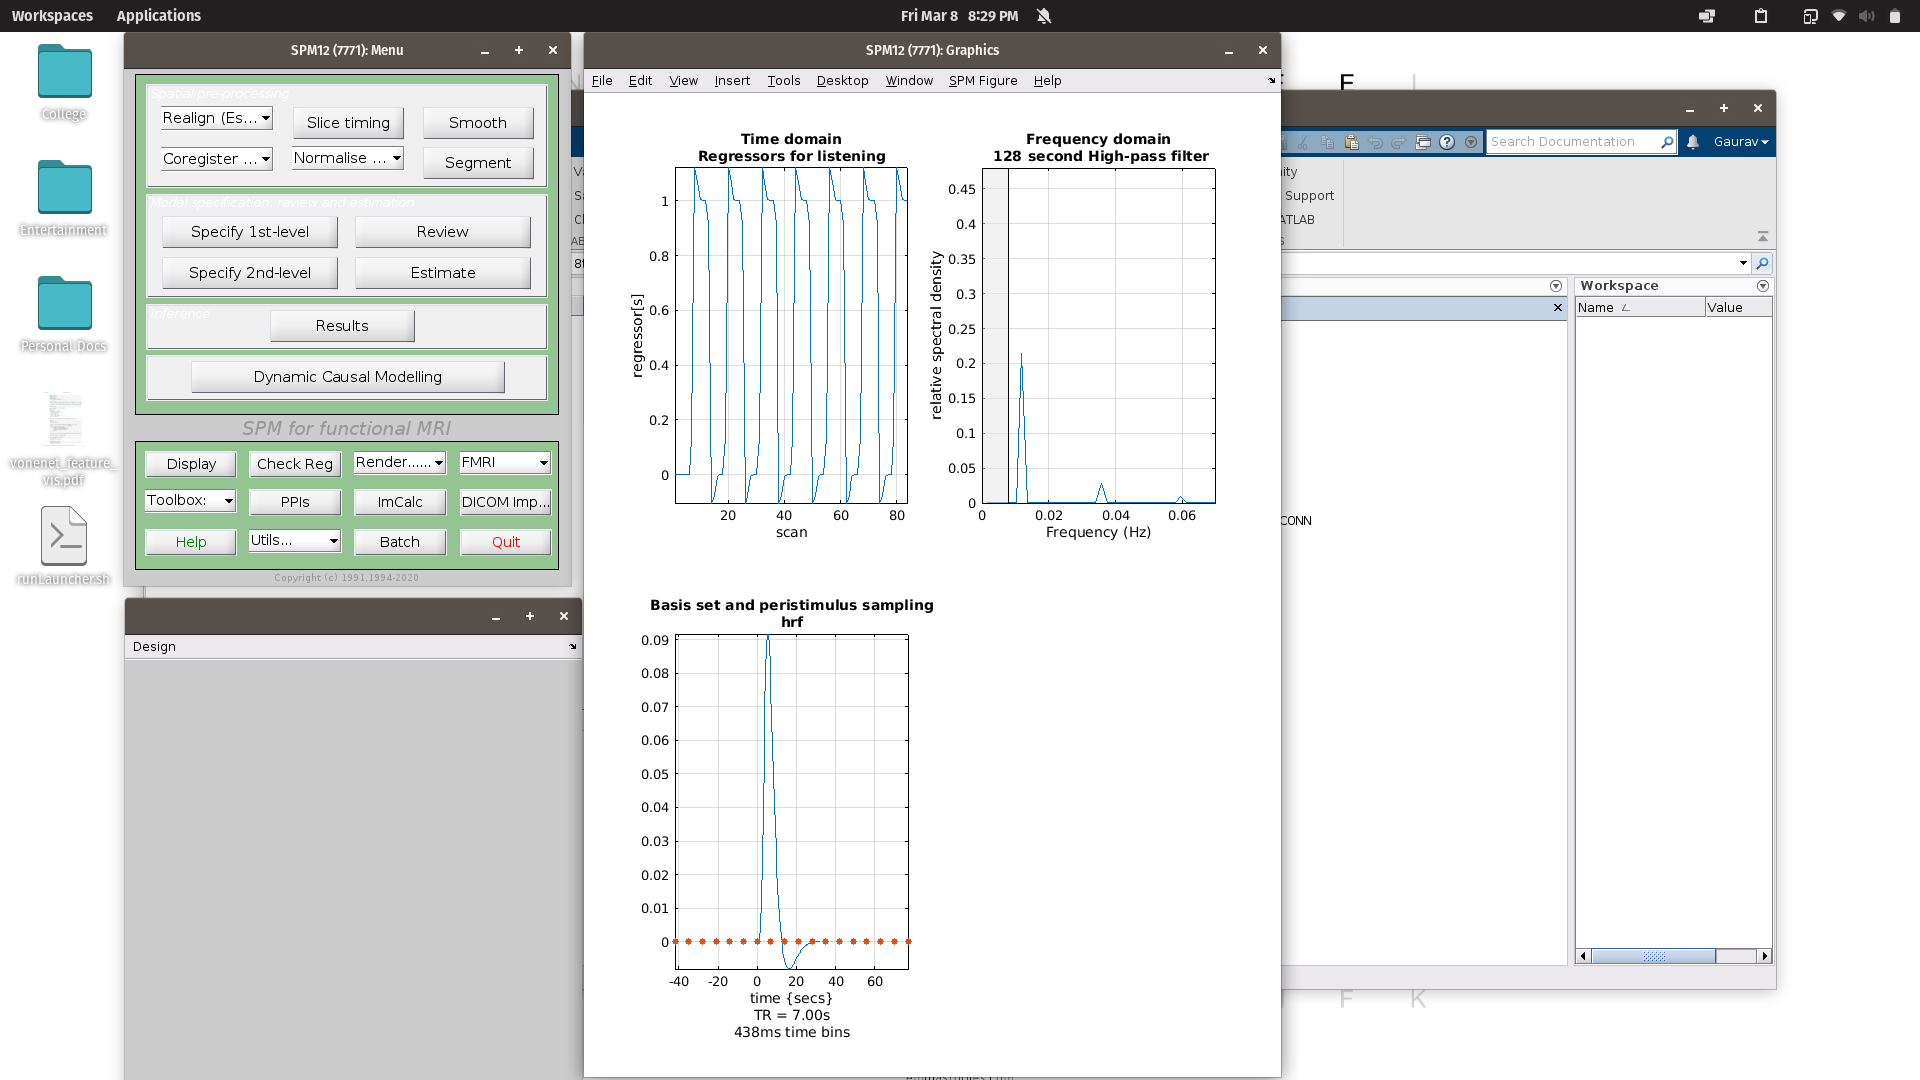 Workspaces Applications Fri Mar 8 8:29 PM
College
Entertainment
Personal Docs
vonenet_feature_
vis.pdf
runLauncher.sh
SPM12 (7771): Menu
Spatial pre-processing
Realign (Es... Slice timing Smooth
Coregister ... Normalise ... Segment
Model specification, review and estimation
Specify 1st-level Review
Specify 2nd-level Estimate
Inference
Results
Dynamic Causal Modelling
SPM for functional MRI
Display Check Reg Render...... FMRI
Toolbox: PPIs ImCalc DICOM Imp...
Help Utils... Batch Quit
Copyright (c) 1991,1994-2020
Design
SPM12 (7771): Graphics
File Edit View Insert Tools Desktop Window SPM Figure Help
Time domain
Regressors for listening
regressor[s]
1
0.8
0.6
0.4
0.2
0
20 40 60 80
scan
Frequency domain
128 second High-pass filter
relative spectral density
0.45
0.4
0.35
0.3
0.25
0.2
0.15
0.1
0.05
0
0 0.02 0.04 0.06
Frequency (Hz)
Basis set and peristimulus sampling
hrf
0.09
0.08
0.07
0.06
0.05
0.04
0.03
0.02
0.01
0
-40 -20 0 20 40 60
time {secs}
TR = 7.00s
438ms time bins
F
Search Documentation Gaurav
Support
Workspace
Name Value
CONN
F K